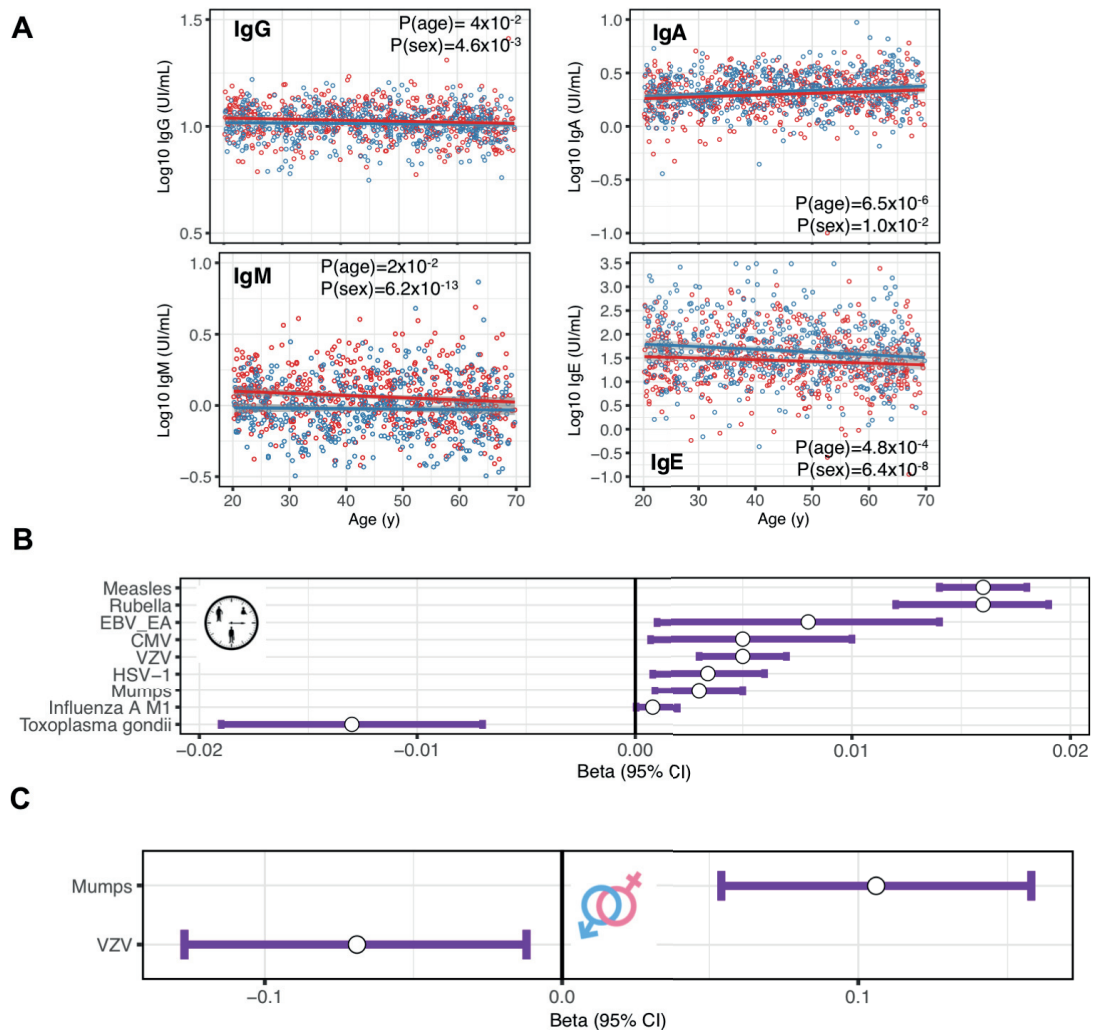 A
IgG
P(age)= 4x10-2
P(sex)=4.6x10-3
1.5
1.0
0.5
Log10 IgG (UI/mL)
IgA
1.0
0.5
0.0
−0.5
−1.0
Log10 IgA (UI/mL)
P(age)=6.5x10-6
P(sex)=1.0x10-2
IgM
P(age)=2x10-2
P(sex)=6.2x10-13
1.0
0.5
0.0
−0.5
Log10 IgM (UI/mL)
20 30 40 50 60 70
Age (y)
3.5
3.0
2.5
2.0
1.5
1.0
0.5
0.0
−0.5
−1.0
Log10 IgE (UI/mL)
IgE
P(age)=4.8x10-4
P(sex)=6.4x10-8
20 30 40 50 60 70
Age (y)
B
Measles
Rubella
EBV_EA
CMV
VZV
HSV−1
Mumps
Influenza A M1
Toxoplasma gondii
−0.02 −0.01 0.00 0.01 0.02
Beta (95% CI)
C
Mumps
VZV
−0.1 0.0 0.1
Beta (95% CI)